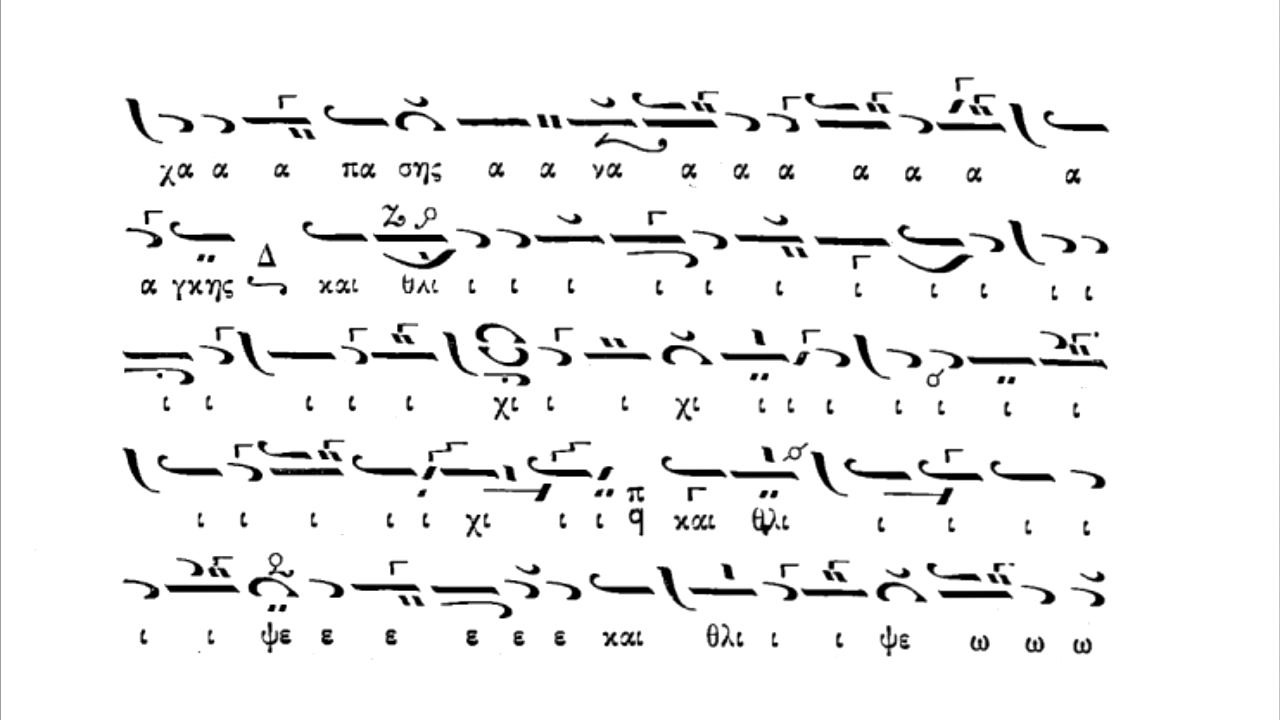 χα α α πα σης α α να α α α α α α α
α γκης Δ και θλι ι ι ι ι ι ι ι ι ι ι ι
ι ι ι ι ι χι ι ι χι ι ι ι ι ι ι ι
ι ι ι ι ι χι ι ι π q και θλι ι ι ι ι
ι ι ψε ε ε ε ε ε και θλι ι ι ψε ω ω ω